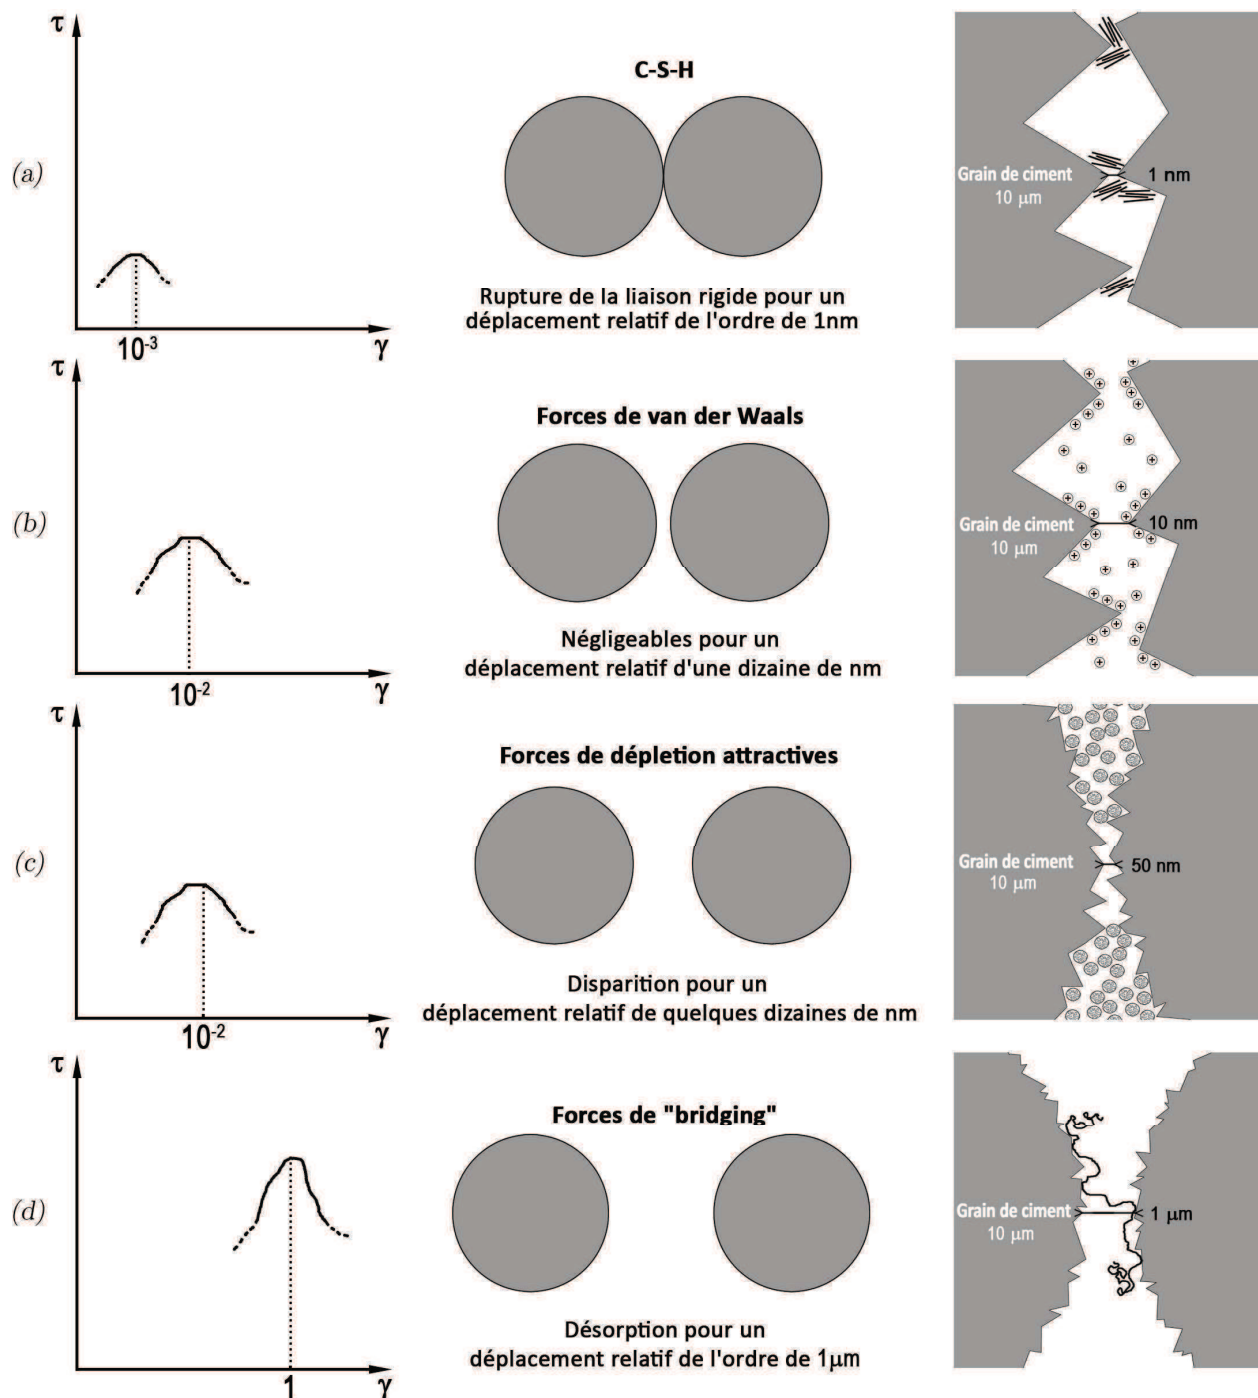 τ
(a)
10⁻³
γ
C-S-H
Rupture de la liaison rigide pour un
déplacement relatif de l'ordre de 1nm
Grain de ciment
10 μm
1 nm
τ
(b)
10⁻²
γ
Forces de van der Waals
Négligeables pour un
déplacement relatif d'une dizaine de nm
Grain de ciment
10 μm
10 nm
τ
(c)
10⁻²
γ
Forces de dépletion attractives
Disparition pour un
déplacement relatif de quelques dizaines de nm
Grain de ciment
10 μm
50 nm
τ
(d)
1
γ
Forces de "bridging"
Désorption pour un
déplacement relatif de l'ordre de 1μm
Grain de ciment
10 μm
1 μm